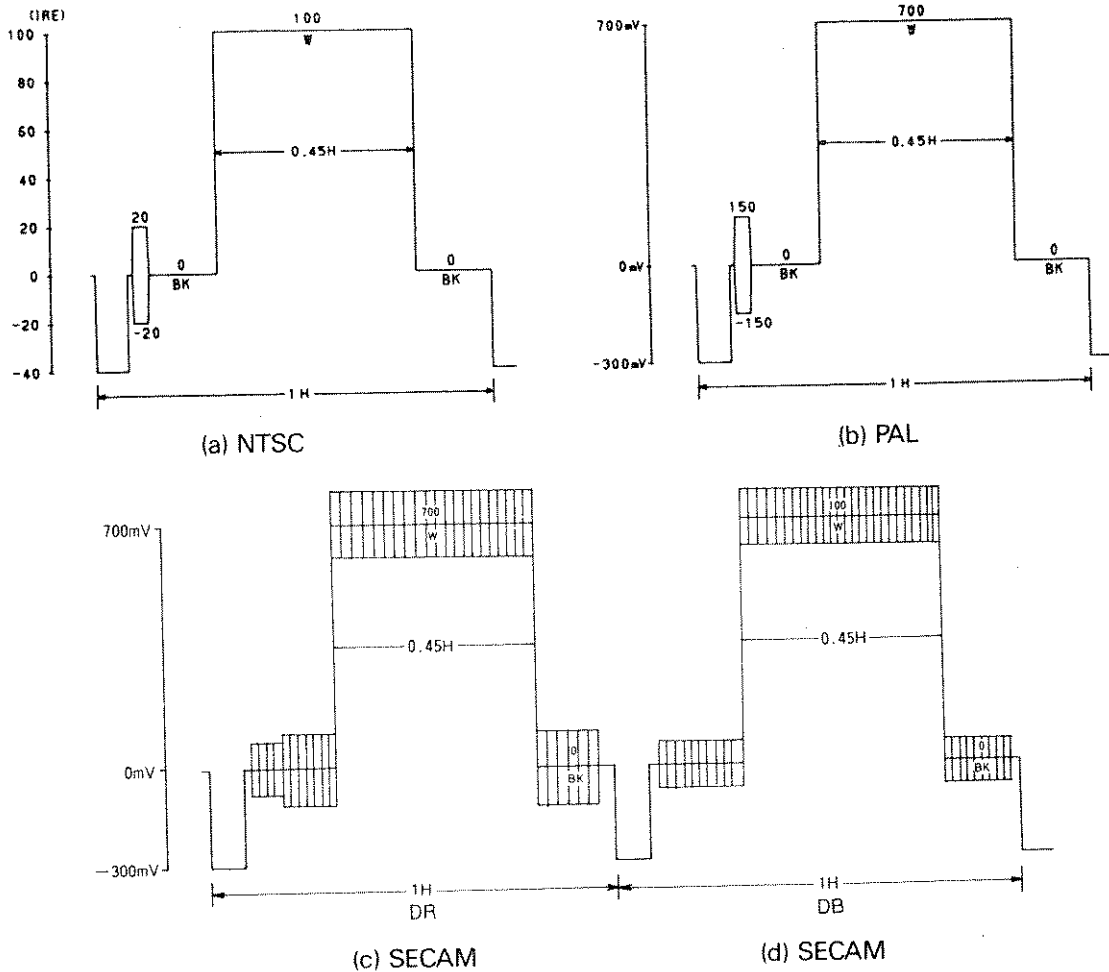 (IRE)
100
80
60
40
20
0
-20
-40
100
W
0.45H
20
-20
0
BK
0
BK
1H
(a) NTSC
700mV
0mV
-300mV
700
W
0.45H
150
-150
0
BK
0
BK
1H
(b) PAL
700mV
0mV
-300mV
700
W
0.45H
0
BK
1H
DR
(c) SECAM
100
W
0.45H
0
BK
1H
DB
(d) SECAM